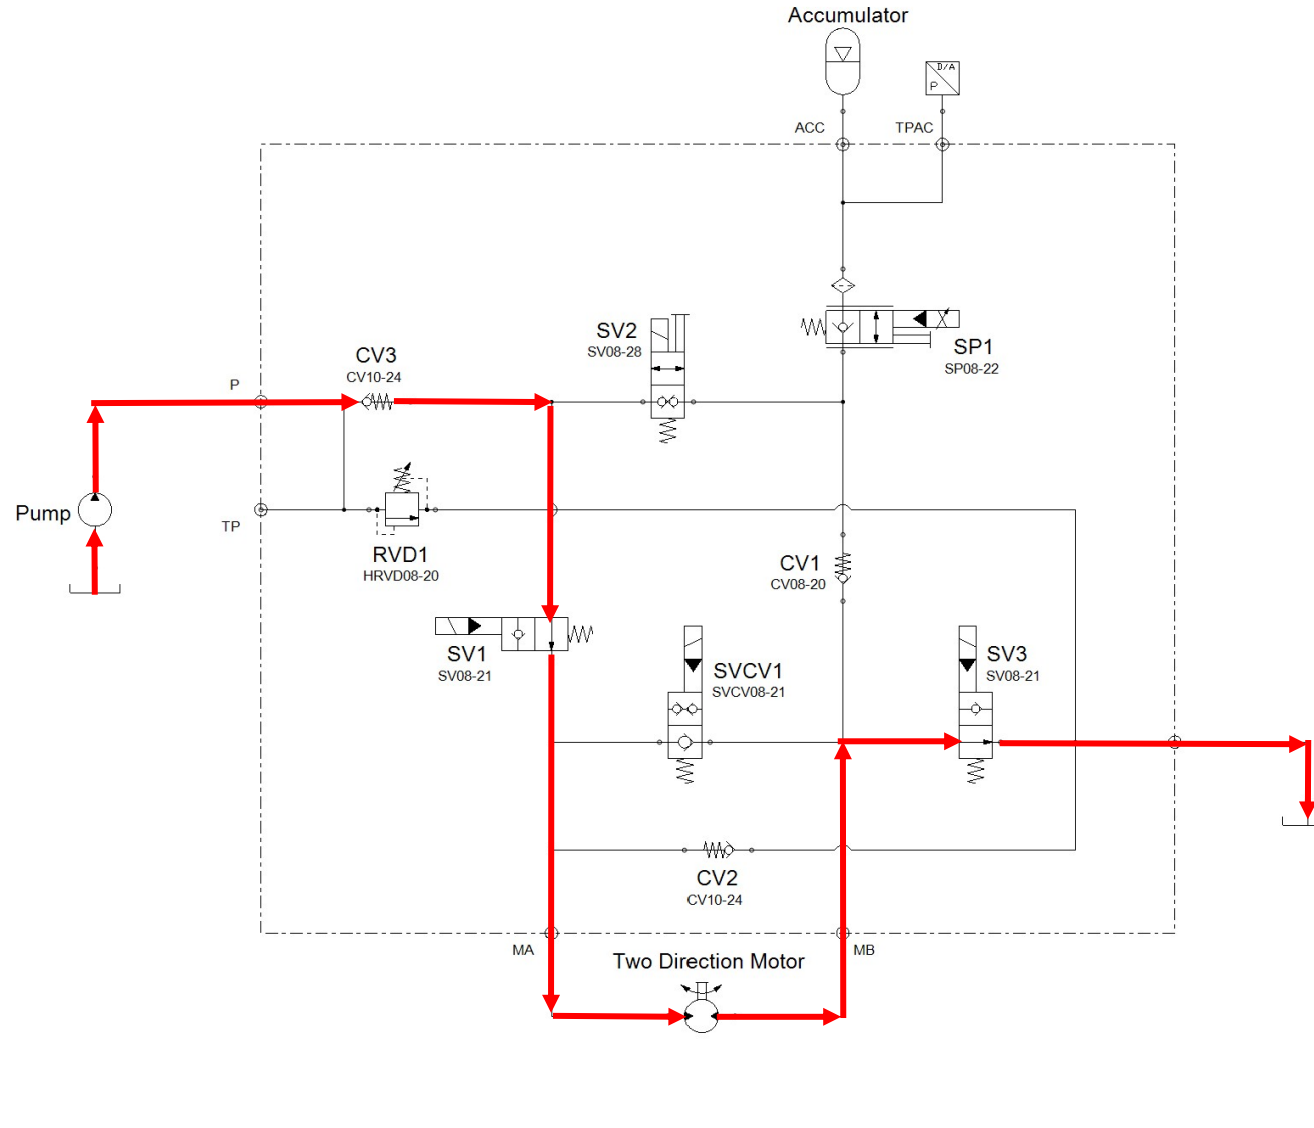 Accumulator
D/A
P
ACC
TPAC
SV2
SV08-28
SP1
SP08-22
CV3
CV10-24
P
Pump
TP
RVD1
HRVD08-20
CV1
CV08-20
SV1
SV08-21
SVCV1
SVCV08-21
SV3
SV08-21
CV2
CV10-24
MA
MB
Two Direction Motor